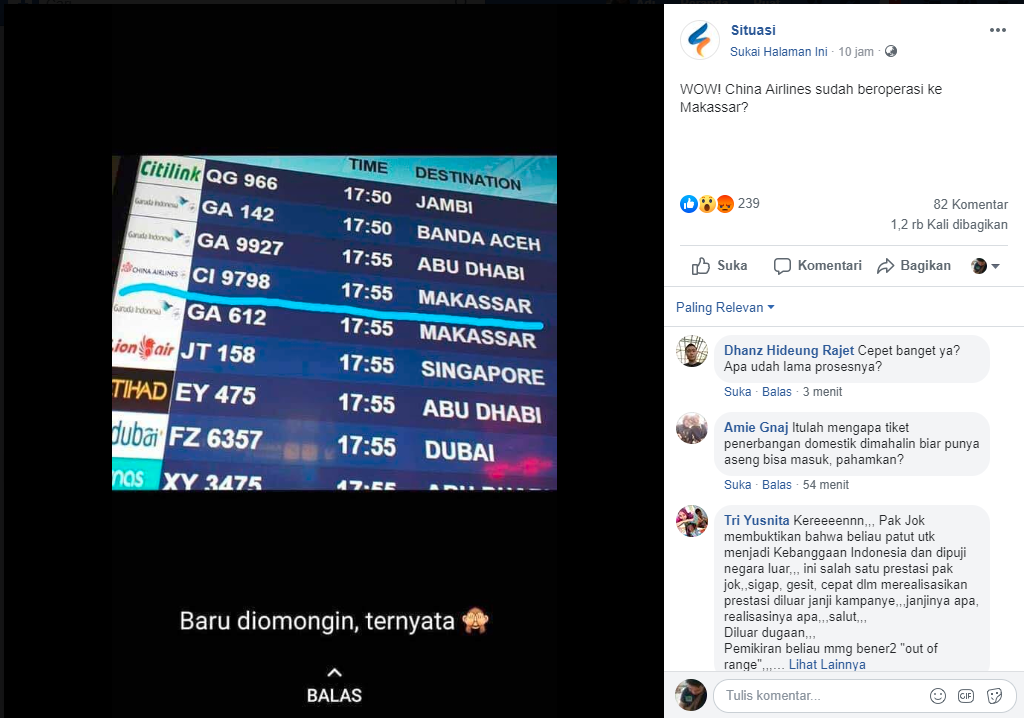 TIME DESTINATION
Citilink QG 966 17:50 JAMBI
Garuda Indonesia GA 142 17:50 BANDA ACEH
Garuda Indonesia GA 9927 17:55 ABU DHABI
CHINA AIRLINES CI 9798 17:55 MAKASSAR
Garuda Indonesia GA 612 17:55 MAKASSAR
Lion air JT 158 17:55 SINGAPORE
ETIHAD EY 475 17:55 ABU DHABI
dubai FZ 6357 17:55 DUBAI
nas XY 3475 17:55 ABU DHABI
Baru diomongin, ternyata 🙈
BALAS
Situasi
Sukai Halaman Ini · 10 jam ·
WOW! China Airlines sudah beroperasi ke
Makassar?
239
82 Komentar
1,2 rb Kali dibagikan
Suka Komentari Bagikan
Paling Relevan
Dhanz Hideung Rajet Cepet banget ya?
Apa udah lama prosesnya?
Suka · Balas · 3 menit
Amie Gnaj Itulah mengapa tiket
penerbangan domestik dimahalin biar punya
aseng bisa masuk, pahamkan?
Suka · Balas · 54 menit
Tri Yusnita Kereeeennn,,, Pak Jok
membuktikan bahwa beliau patut utk
menjadi Kebanggaan Indonesia dan dipuji
negara luar,,, ini salah satu prestasi pak
jok,,sigap, gesit, cepat dlm merealisasikan
prestasi diluar janji kampanye,,,janjinya apa,
realisasinya apa,,,salut,,,
Diluar dugaan,,,
Pemikiran beliau mmg bener2 "out of
range",,,... Lihat Lainnya
Tulis komentar...
GIF